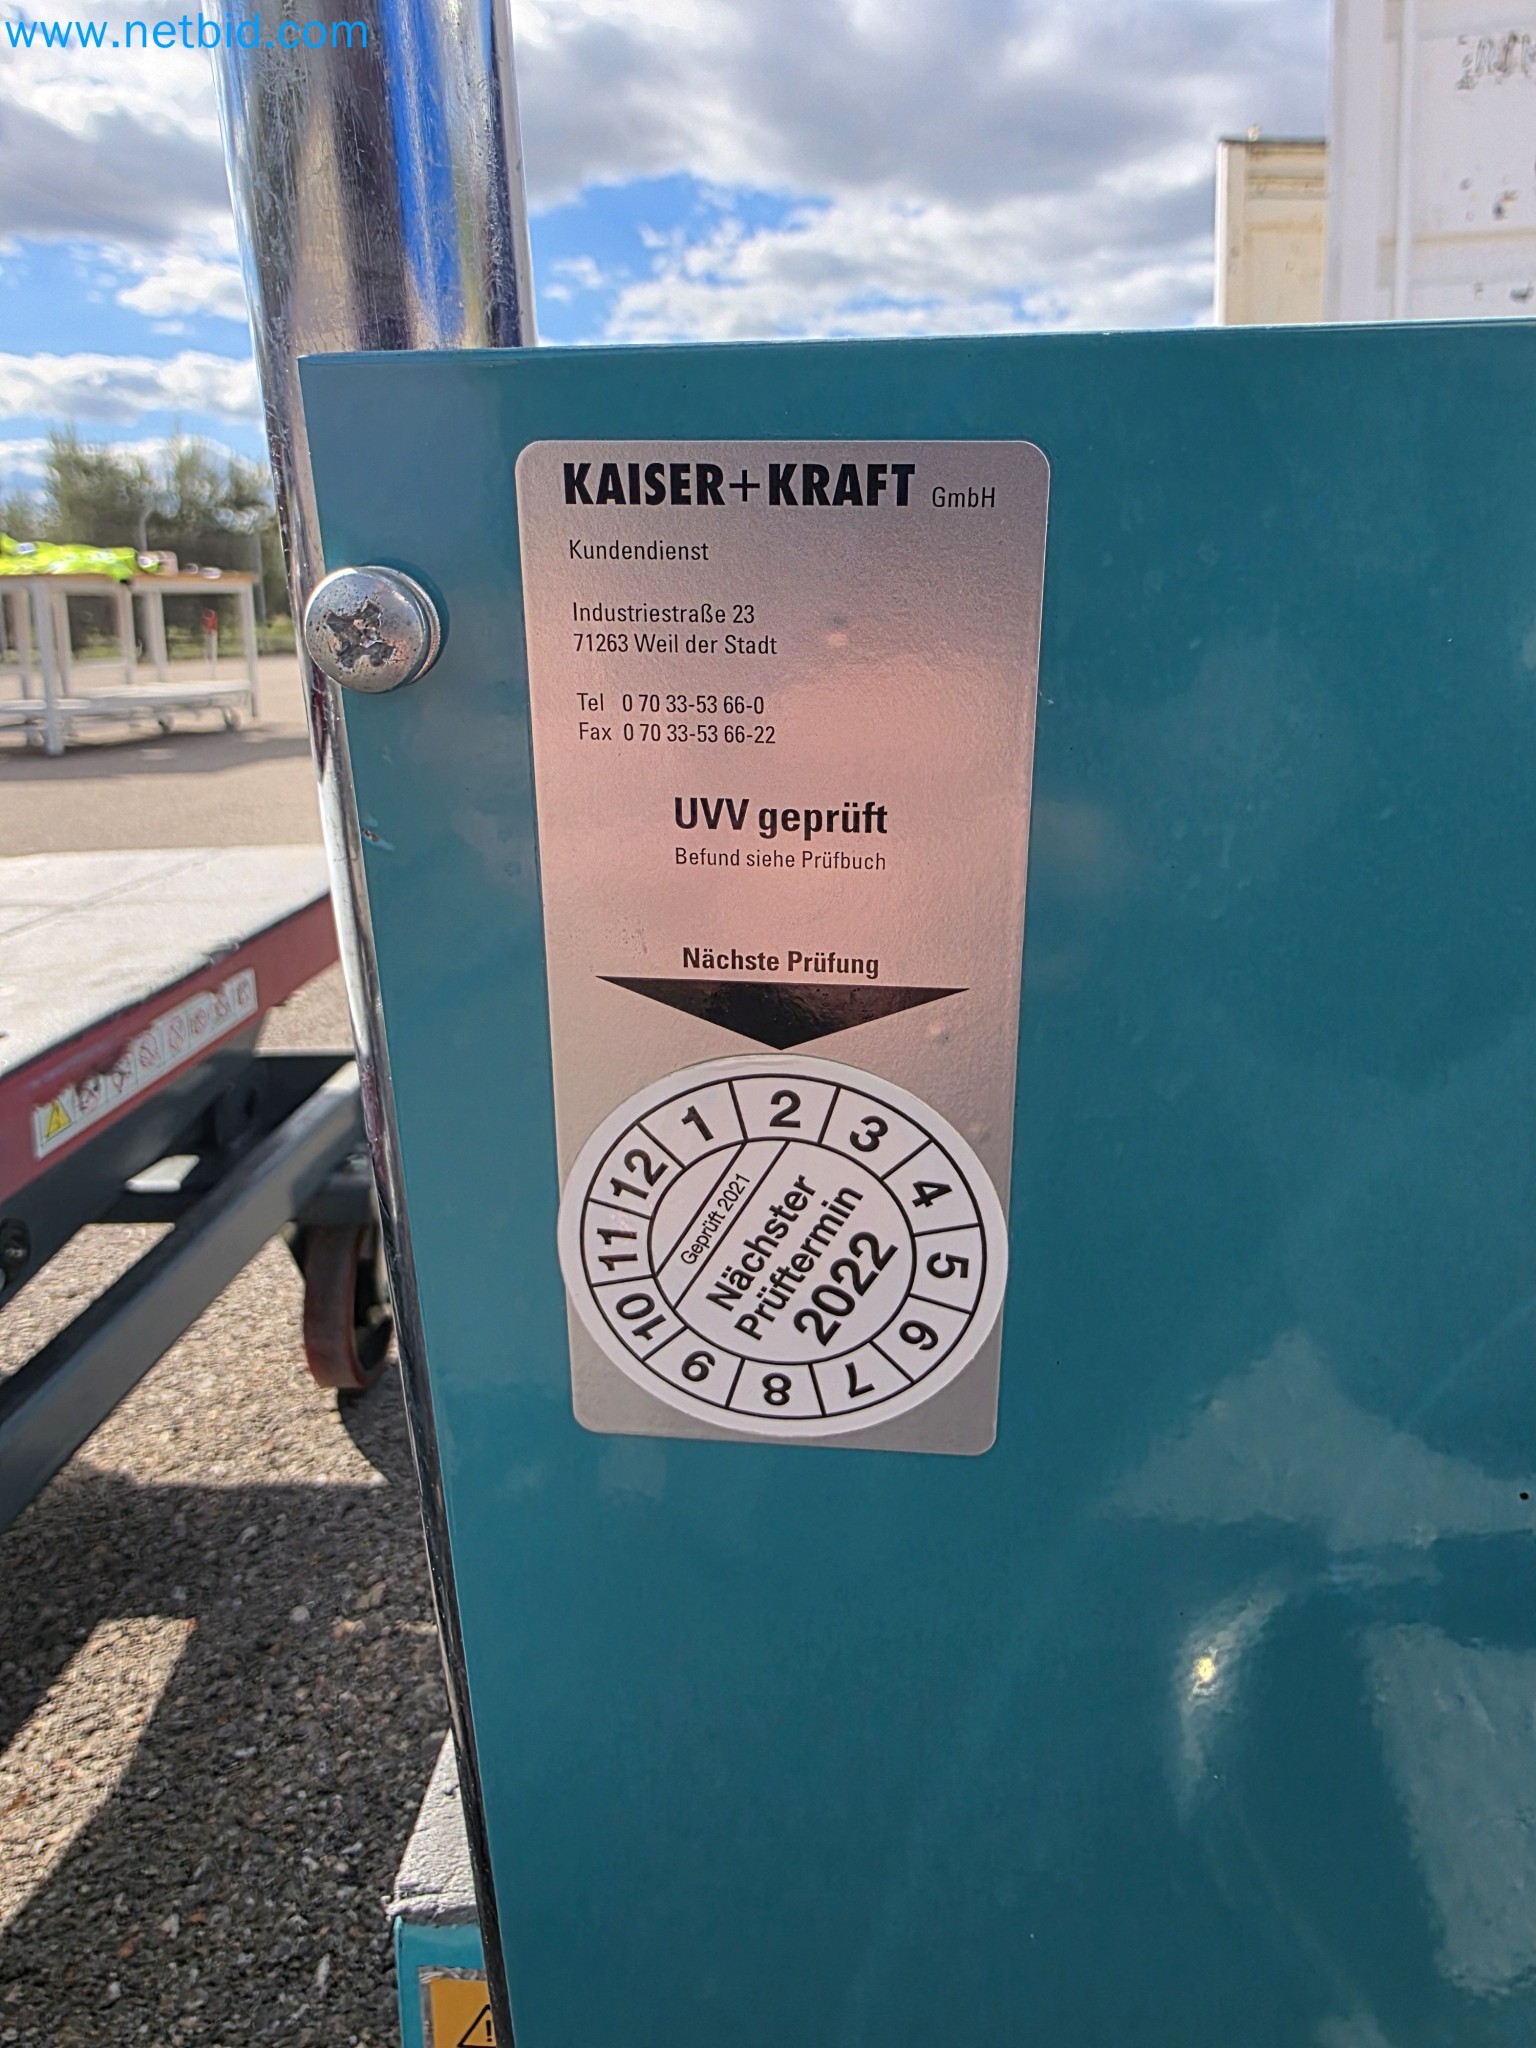 www.netbid.com
KAISER+KRAFT GmbH
Kundendienst
Industriestraße 23
71263 Weil der Stadt
Tel 0 70 33-53 66-0
Fax 0 70 33-53 66-22
UVV geprüft
Befund siehe Prüfbuch
Nächste Prüfung
1 2 3 4 5 6 7 8 9 10 11 12
Geprüft 2021
Nächster
Prüftermin
2022